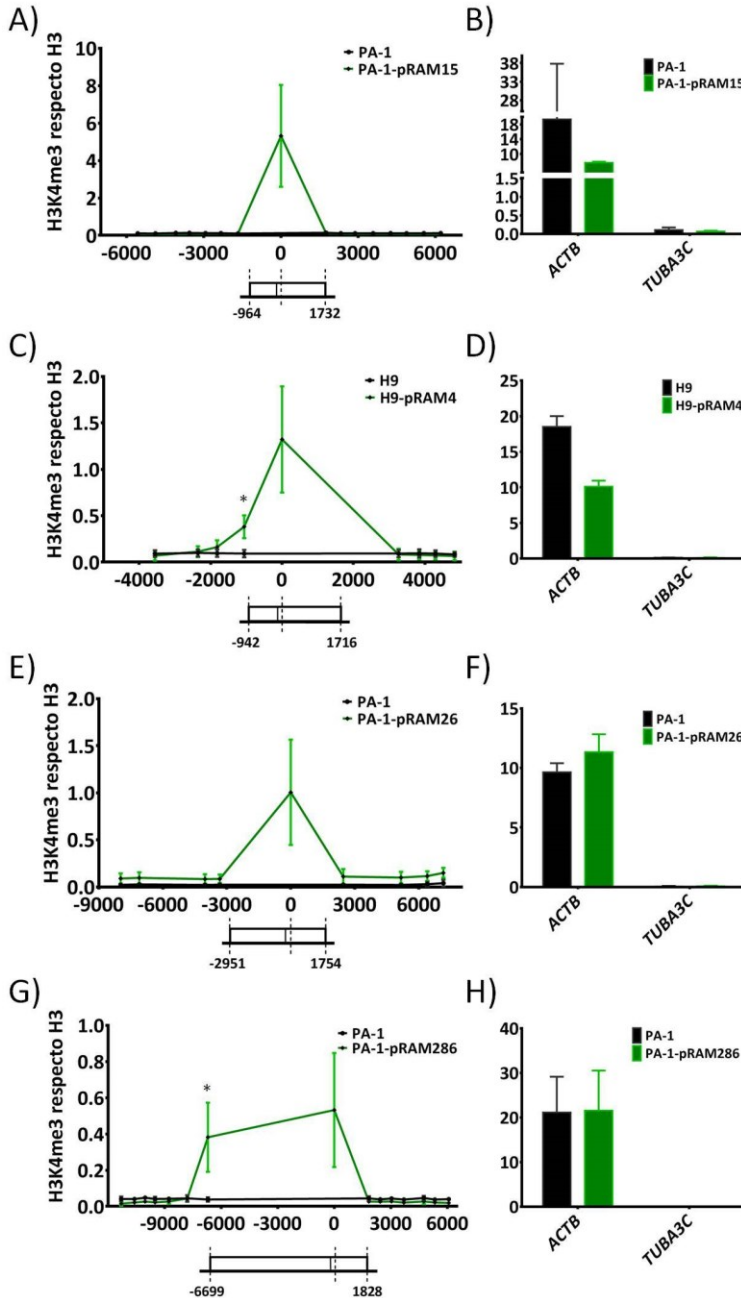 A)
H3K4me3 respecto H3
10
8
6
4
2
0
-6000 -3000 0 3000 6000
PA-1
PA-1-pRAM15
-964 1732
B)
38
33
28
18
10
1.5
1.0
0.5
0.0
PA-1
PA-1-pRAM15
ACTB TUBA3C
C)
H3K4me3 respecto H3
2.0
1.5
1.0
0.5
0.0
*
-4000 -2000 0 2000 4000
H9
H9-pRAM4
-942 1716
D)
25
20
15
10
5
0
H9
H9-pRAM4
ACTB TUBA3C
E)
H3K4me3 respecto H3
2.0
1.5
1.0
0.5
0.0
-9000 -6000 -3000 0 3000 6000
PA-1
PA-1-pRAM26
-2951 1754
F)
15
10
5
0
PA-1
PA-1-pRAM26
ACTB TUBA3C
G)
H3K4me3 respecto H3
1.0
0.8
0.6
0.4
0.2
0.0
*
-9000 -6000 -3000 0 3000 6000
PA-1
PA-1-pRAM286
-6699 1828
H)
40
30
20
10
0
PA-1
PA-1-pRAM286
ACTB TUBA3C